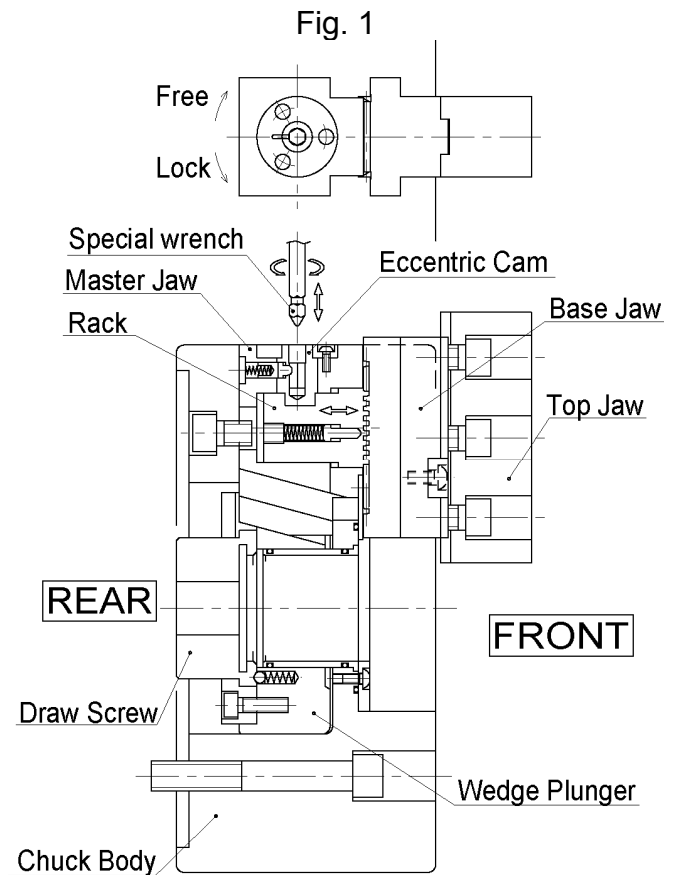 Fig. 1
Free
Lock
Special wrench
Eccentric Cam
Master Jaw
Base Jaw
Rack
Top Jaw
REAR
FRONT
Draw Screw
Wedge Plunger
Chuck Body